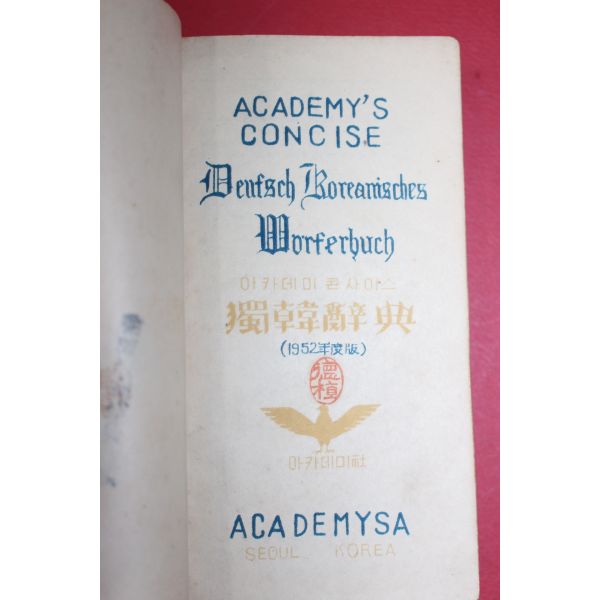 ACADEMY'S
CONCISE
Deutsch Koreanisches
Wörterbuch
아카데미 콘사이스
獨韓辭典
(1952年度版)
아카데미社
ACADEMYSA
SEOUL KOREA